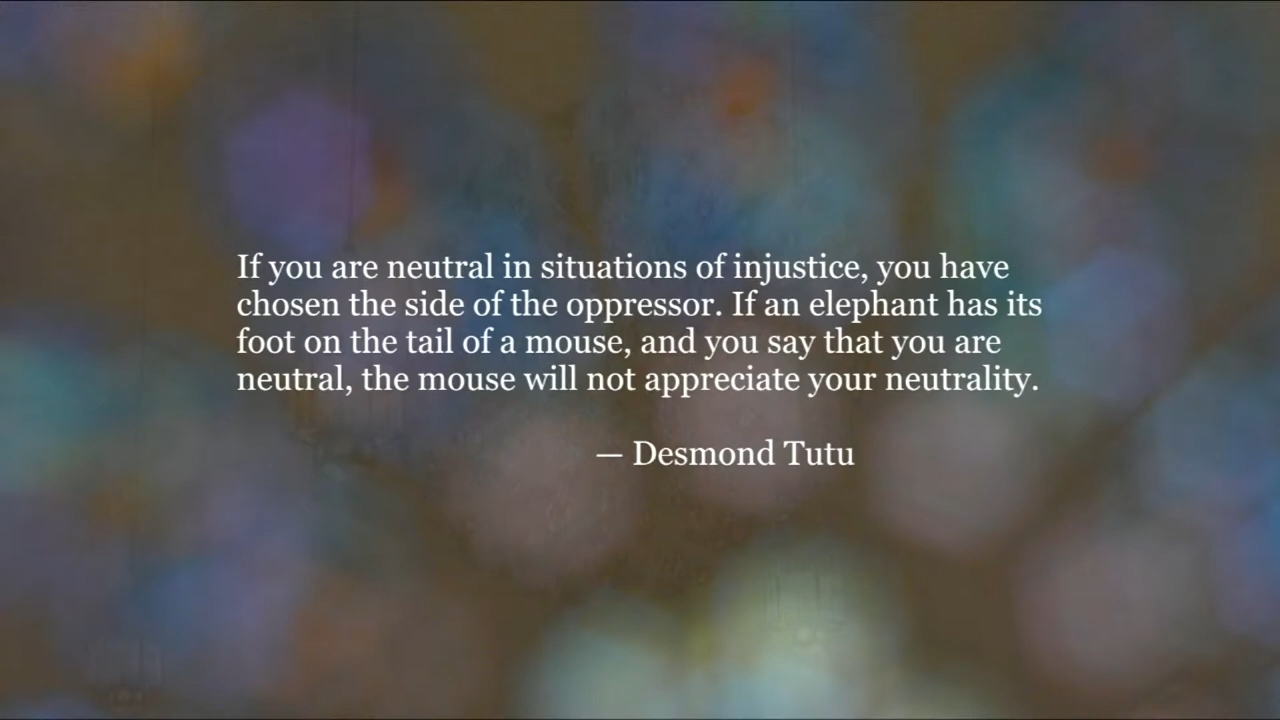 If you are neutral in situations of injustice, you have
chosen the side of the oppressor. If an elephant has its
foot on the tail of a mouse, and you say that you are
neutral, the mouse will not appreciate your neutrality.
— Desmond Tutu